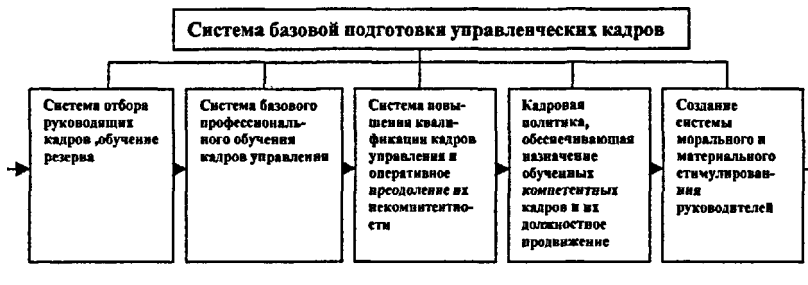 Система базовой подготовки управленческих кадров
Система отбора
руководящих
кадров ,обучение
резерва
Система базового
профессиональ-
ного обучения
кадров управления
Система повы-
шения квали-
фикации кадров
управления и
оперативное
преодоление их
некомпитентно-
сти
Кадровая
политика,
обеспечивающая
назначение
обученных
компетентных
кадров и их
должностное
продвижение
Создание
системы
морального и
материального
стимулирова-
ния
руководителей